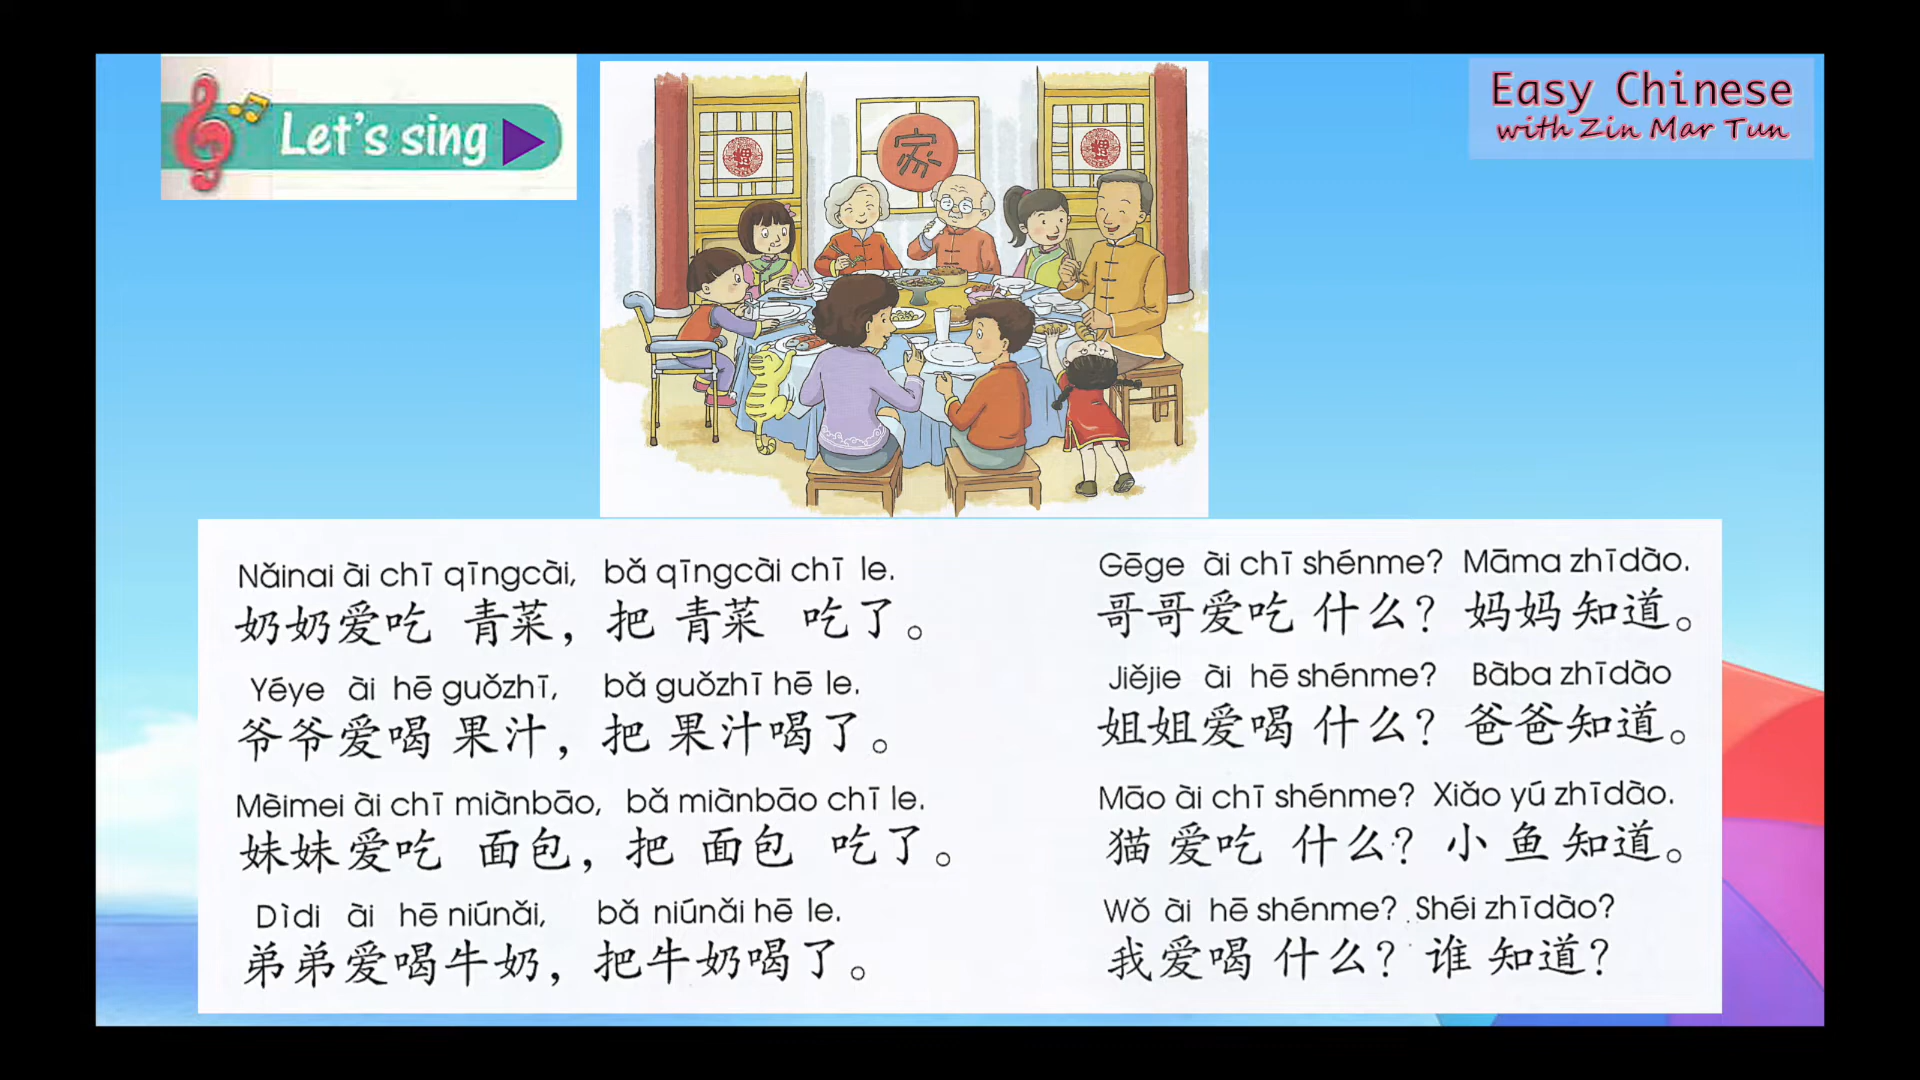 Let's sing
Easy Chinese
with Zin Mar Tun
家
Nǎinai ài chī qīngcài, bǎ qīngcài chī le.
奶奶爱吃 青菜，把 青菜 吃了。
Yéye ài hē guǒzhī, bǎ guǒzhī hē le.
爷爷爱喝 果汁，把 果汁喝了。
Mèimei ài chī miànbāo, bǎ miànbāo chī le.
妹妹爱吃 面包，把 面包 吃了。
Dìdi ài hē niúnǎi, bǎ niúnǎi hē le.
弟弟爱喝牛奶，把牛奶喝了。
Gēge ài chī shénme? Māma zhīdào.
哥哥爱吃 什么？妈妈 知道。
Jiějie ài hē shénme? Bàba zhīdào
姐姐爱喝 什么？爸爸知道。
Māo ài chī shénme? Xiǎo yú zhīdào.
猫 爱吃 什么？小 鱼 知道。
Wǒ ài hē shénme? Shéi zhīdào?
我爱喝 什么？谁 知道？